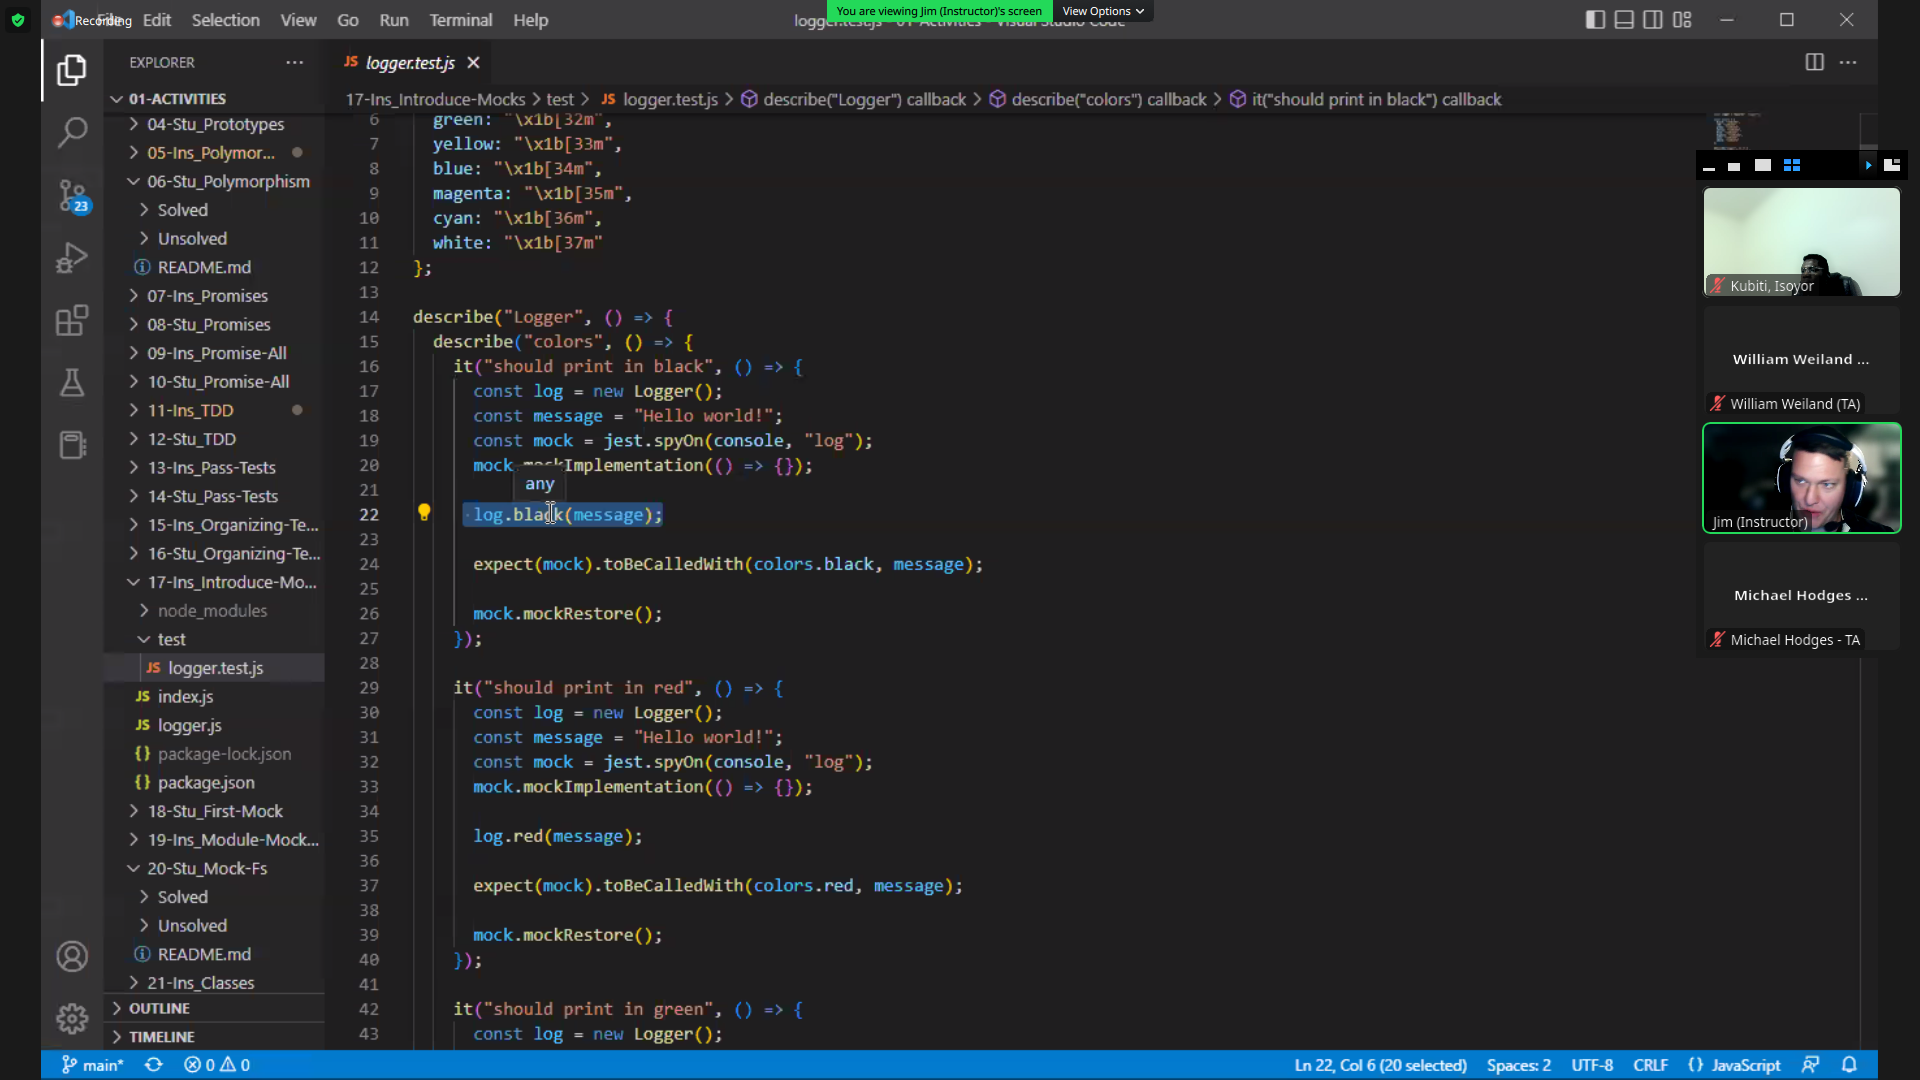 Recording
File Edit Selection View Go Run Terminal Help
You are viewing Jim (Instructor)'s screen
View Options
EXPLORER
01-ACTIVITIES
04-Stu_Prototypes
05-Ins_Polymor...
06-Stu_Polymorphism
Solved
Unsolved
README.md
07-Ins_Promises
08-Stu_Promises
09-Ins_Promise-All
10-Stu_Promise-All
11-Ins_TDD
12-Stu_TDD
13-Ins_Pass-Tests
14-Stu_Pass-Tests
15-Ins_Organizing-Te...
16-Stu_Organizing-Te...
17-Ins_Introduce-Mo...
node_modules
test
JS logger.test.js
JS index.js
JS logger.js
{} package-lock.json
{} package.json
18-Stu_First-Mock
19-Ins_Module-Mock...
20-Stu_Mock-Fs
Solved
Unsolved
README.md
21-Ins_Classes
OUTLINE
TIMELINE
23
JS logger.test.js
17-Ins_Introduce-Mocks > test > JS logger.test.js > describe("Logger") callback > describe("colors") callback > it("should print in black") callback
6 green: "\x1b[32m",
7 yellow: "\x1b[33m",
8 blue: "\x1b[34m",
9 magenta: "\x1b[35m",
10 cyan: "\x1b[36m",
11 white: "\x1b[37m"
12 };
13
14 describe("Logger", () => {
15 describe("colors", () => {
16 it("should print in black", () => {
17 const log = new Logger();
18 const message = "Hello world!";
19 const mock = jest.spyOn(console, "log");
20 mock.mockImplementation(() => {});
any
21
22 log.black(message);
23
24 expect(mock).toBeCalledWith(colors.black, message);
25
26 mock.mockRestore();
27 });
28
29 it("should print in red", () => {
30 const log = new Logger();
31 const message = "Hello world!";
32 const mock = jest.spyOn(console, "log");
33 mock.mockImplementation(() => {});
34
35 log.red(message);
36
37 expect(mock).toBeCalledWith(colors.red, message);
38
39 mock.mockRestore();
40 });
41
42 it("should print in green", () => {
43 const log = new Logger();
Kubiti, Isoyor
William Weiland ...
William Weiland (TA)
Jim (Instructor)
Michael Hodges ...
Michael Hodges - TA
main*
0 0
Ln 22, Col 6 (20 selected)
Spaces: 2
UTF-8
CRLF
{} JavaScript